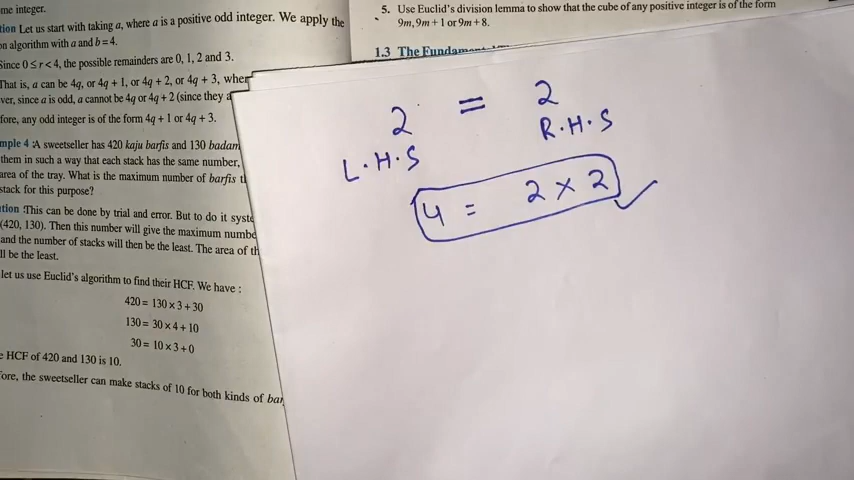 me integer.
tion Let us start with taking a, where a is a positive odd integer. We apply the
n algorithm with a and b = 4.
Since 0 ≤ r < 4, the possible remainders are 0, 1, 2 and 3.
That is, a can be 4q, or 4q + 1, or 4q + 2, or 4q + 3, wher
ver, since a is odd, a cannot be 4q or 4q + 2 (since they a
fore, any odd integer is of the form 4q + 1 or 4q + 3.
mple 4 : A sweetseller has 420 kaju barfis and 130 badam
them in such a way that each stack has the same number,
area of the tray. What is the maximum number of barfis th
stack for this purpose?
tion : This can be done by trial and error. But to do it syste
(420, 130). Then this number will give the maximum numbe
and the number of stacks will then be the least. The area of th
ll be the least.
let us use Euclid's algorithm to find their HCF. We have :
420 = 130 × 3 + 30
130 = 30 × 4 + 10
30 = 10 × 3 + 0
e HCF of 420 and 130 is 10.
fore, the sweetseller can make stacks of 10 for both kinds of bar
5. Use Euclid's division lemma to show that the cube of any positive integer is of the form
9m, 9m + 1 or 9m + 8.
1.3 The Fundam
2 = 2
L.H.S R.H.S
4 = 2 × 2 ✓